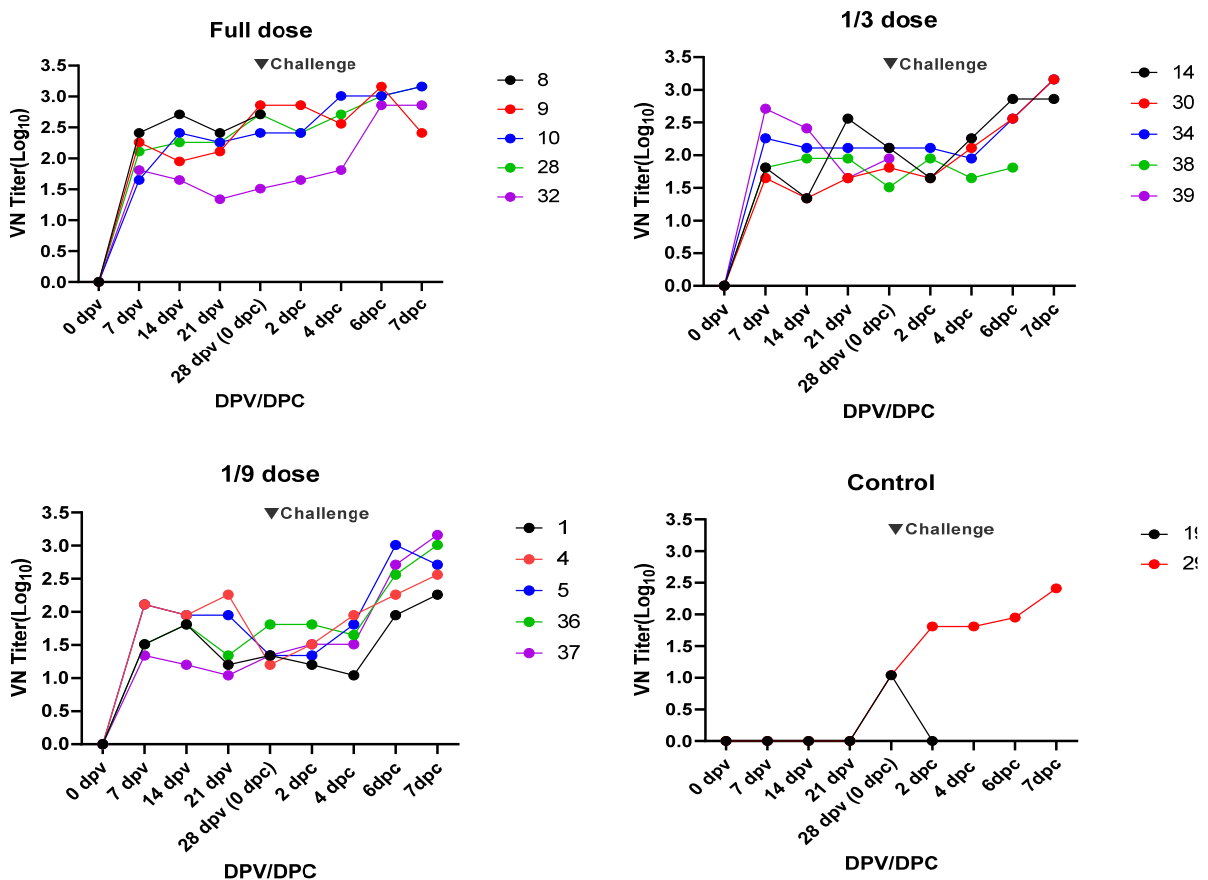 Full dose
▼Challenge
VN Titer(Log10)
3.5
3.0
2.5
2.0
1.5
1.0
0.5
0.0
0 dpv
7 dpv
14 dpv
21 dpv
28 dpv (0 dpc)
2 dpc
4 dpc
6dpc
7dpc
DPV/DPC
8
9
10
28
32
1/3 dose
▼Challenge
VN Titer(Log10)
3.5
3.0
2.5
2.0
1.5
1.0
0.5
0.0
0 dpv
7 dpv
14 dpv
21 dpv
28 dpv (0 dpc)
2 dpc
4 dpc
6dpc
7dpc
DPV/DPC
14
30
34
38
39
1/9 dose
▼Challenge
VN Titer(Log10)
3.5
3.0
2.5
2.0
1.5
1.0
0.5
0.0
0 dpv
7 dpv
14 dpv
21 dpv
28 dpv (0 dpc)
2 dpc
4 dpc
6dpc
7dpc
DPV/DPC
1
4
5
36
37
Control
▼Challenge
VN Titer(Log10)
3.5
3.0
2.5
2.0
1.5
1.0
0.5
0.0
0 dpv
7 dpv
14 dpv
21 dpv
28 dpv (0 dpc)
2 dpc
4 dpc
6dpc
7dpc
DPV/DPC
19
29